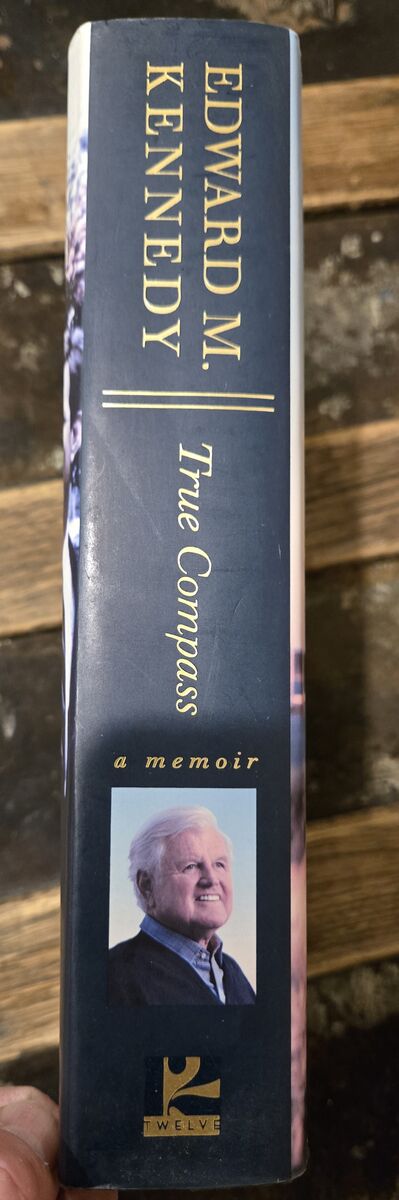 EDWARD M.
KENNEDY
True Compass
a memoir
TWELVE